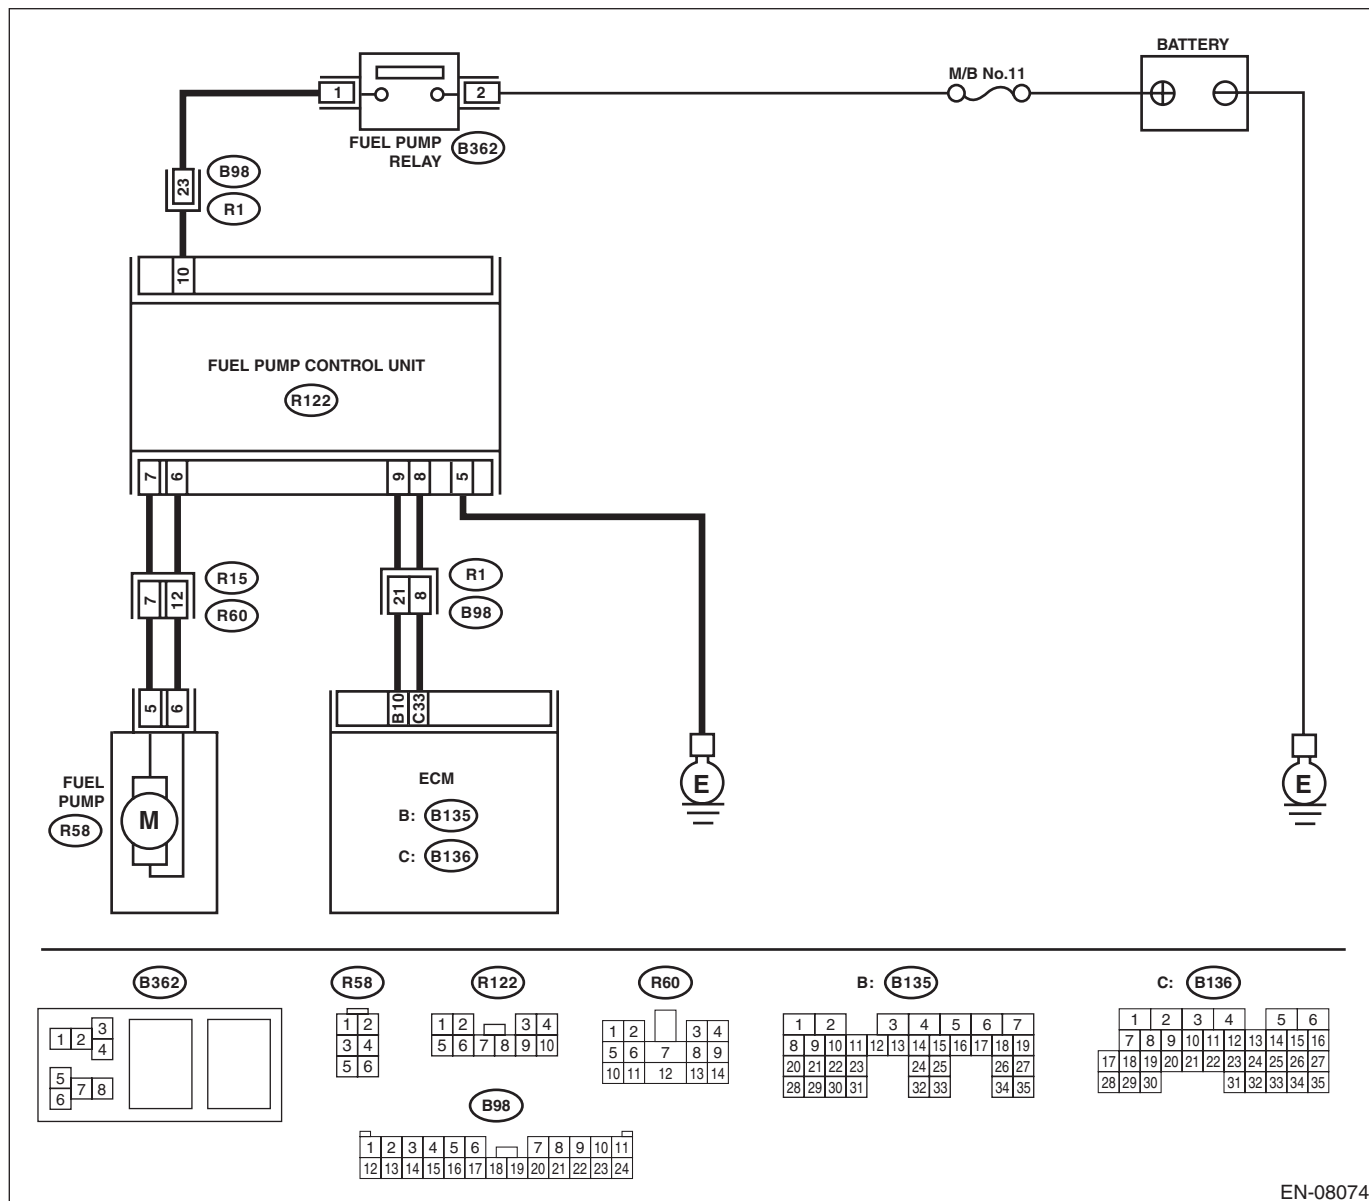 BATTERY
M/B No.11
1
2
FUEL PUMP
RELAY
B362
23
B98
R1
10
FUEL PUMP CONTROL UNIT
R122
7 6 9 8 5
7 12
R15
R60
21 8
R1
B98
5 6
B10 C33
FUEL
PUMP
R58
M
ECM
B: B135
C: B136
E
E
B362
1 2 3
4
5
6 7 8
R58
1 2
3 4
5 6
R122
1 2 3 4
5 6 7 8 9 10
R60
1 2 3 4
5 6 7 8 9
10 11 12 13 14
B: B135
1 2 3 4 5 6 7
8 9 10 11 12 13 14 15 16 17 18 19
20 21 22 23 24 25 26 27
28 29 30 31 32 33 34 35
C: B136
1 2 3 4 5 6
7 8 9 10 11 12 13 14 15 16
17 18 19 20 21 22 23 24 25 26 27
28 29 30 31 32 33 34 35
B98
1 2 3 4 5 6 7 8 9 10 11
12 13 14 15 16 17 18 19 20 21 22 23 24
EN-08074